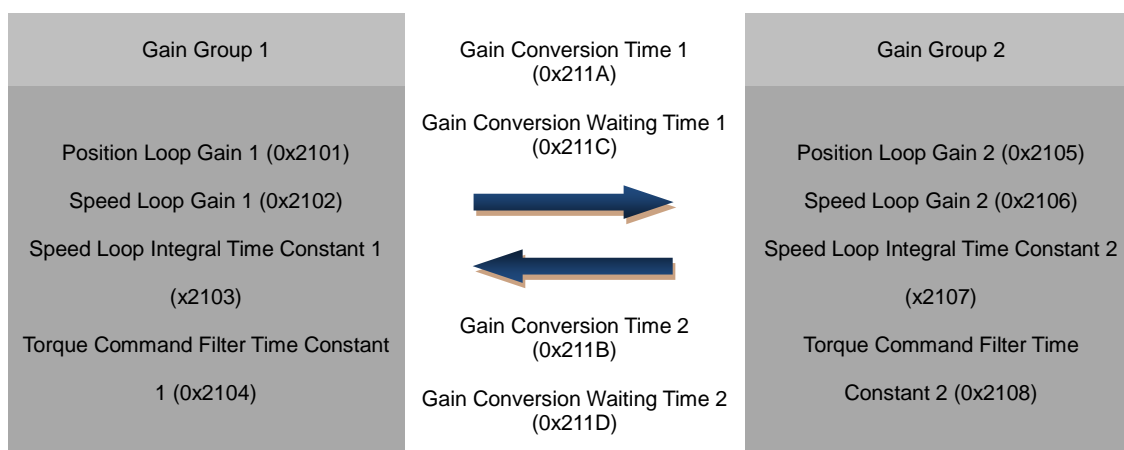 Gain Group 1
Position Loop Gain 1 (0x2101)
Speed Loop Gain 1 (0x2102)
Speed Loop Integral Time Constant 1
(x2103)
Torque Command Filter Time Constant
1 (0x2104)
Gain Conversion Time 1
(0x211A)
Gain Conversion Waiting Time 1
(0x211C)
Gain Conversion Time 2
(0x211B)
Gain Conversion Waiting Time 2
(0x211D)
Gain Group 2
Position Loop Gain 2 (0x2105)
Speed Loop Gain 2 (0x2106)
Speed Loop Integral Time Constant 2
(x2107)
Torque Command Filter Time
Constant 2 (0x2108)